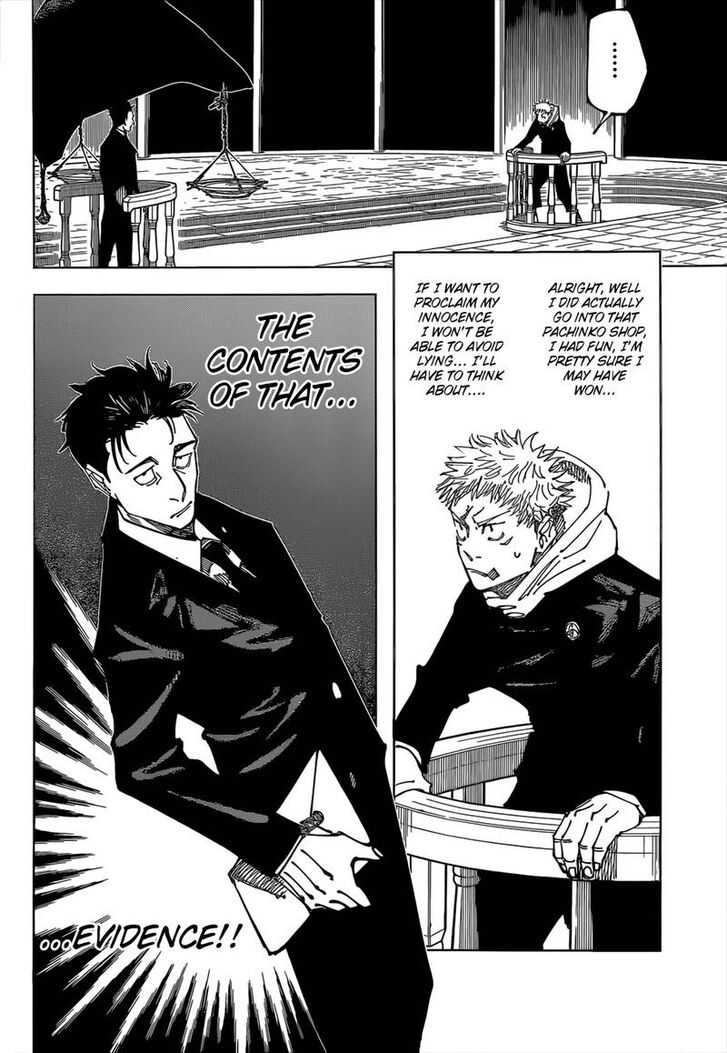 ......
ALRIGHT, WELL
I DID ACTUALLY
GO INTO THAT
PACHINKO SHOP,
I HAD FUN, I'M
PRETTY SURE I
MAY HAVE
WON...
IF I WANT TO
PROCLAIM MY
INNOCENCE,
I WON'T BE
ABLE TO AVOID
LYING... I'LL
HAVE TO THINK
ABOUT....
THE
CONTENTS
OF THAT...
...EVIDENCE!!